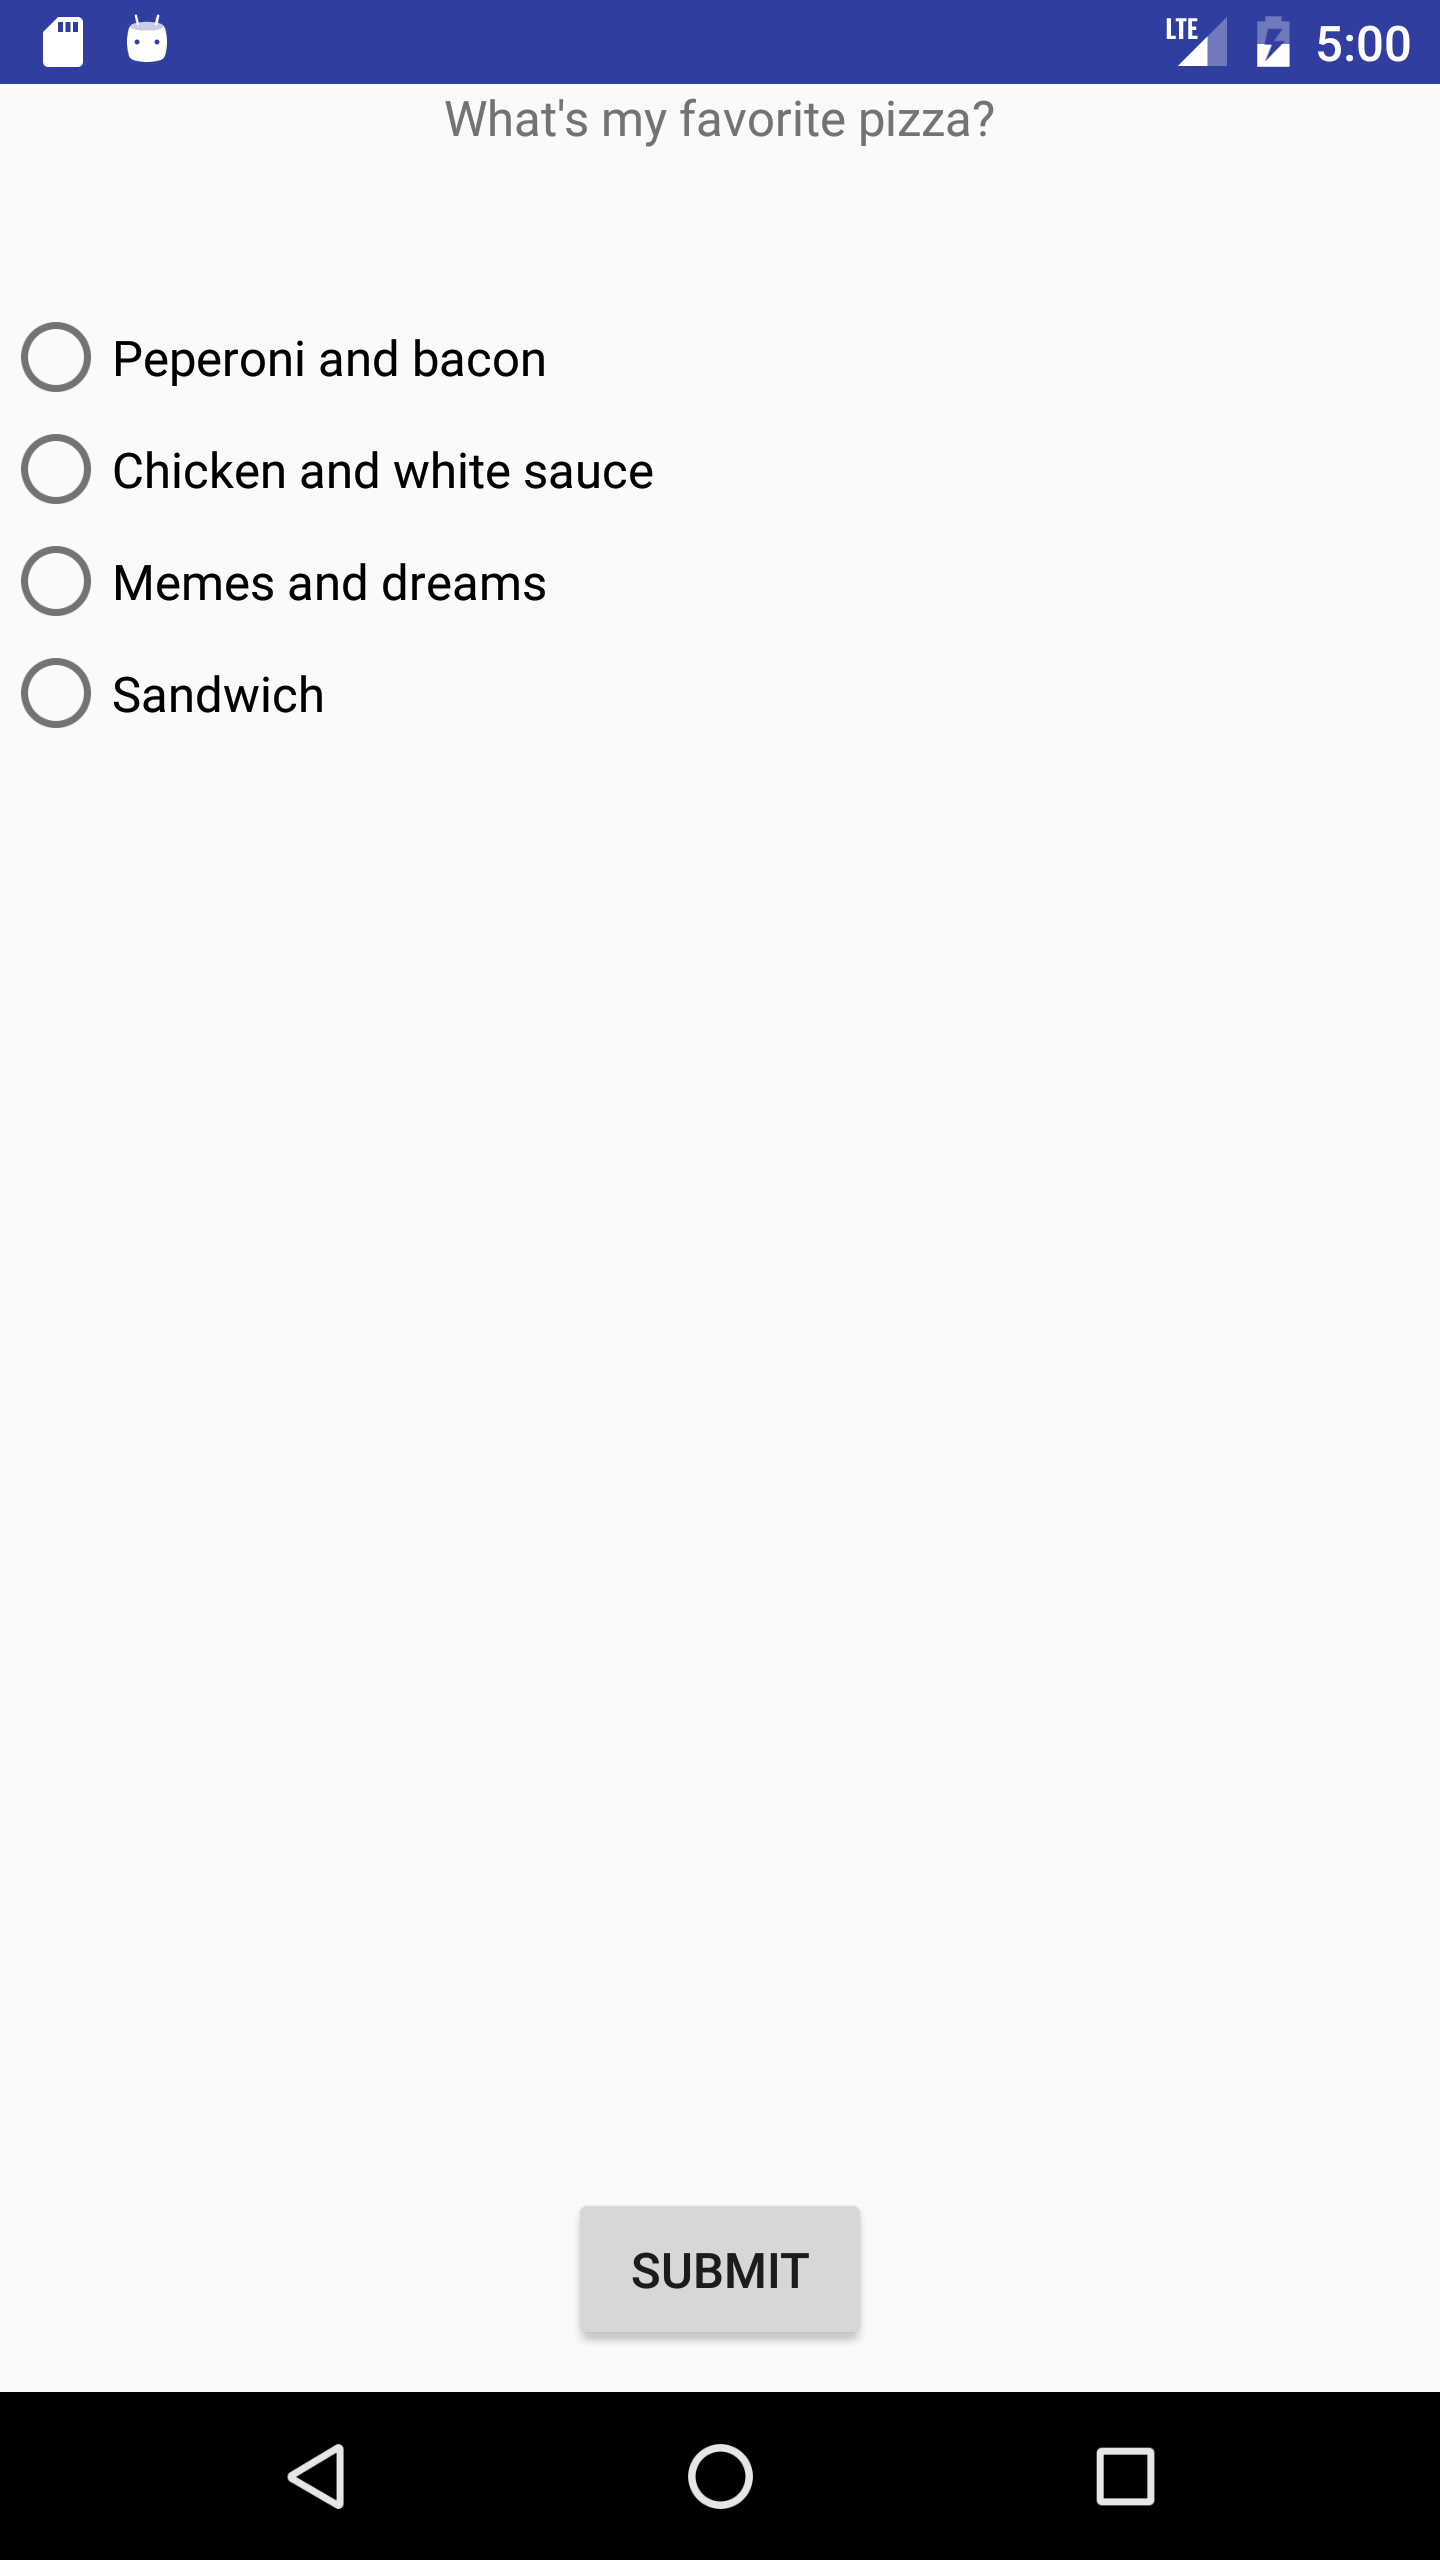 LTE 5:00
What's my favorite pizza?
Peperoni and bacon
Chicken and white sauce
Memes and dreams
Sandwich
SUBMIT